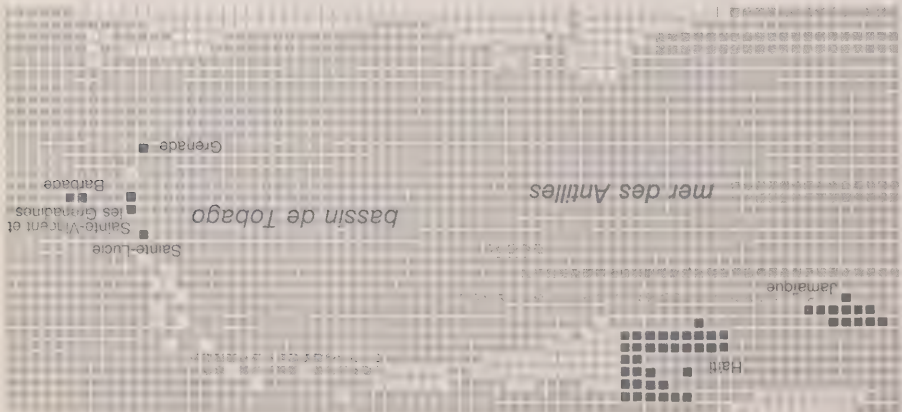 Haïti
Jamaïque
Sainte-Lucie
Sainte-Vincent et
les Grenadines
bassin de Tobago
mer des Antilles
Barbade
Grenade